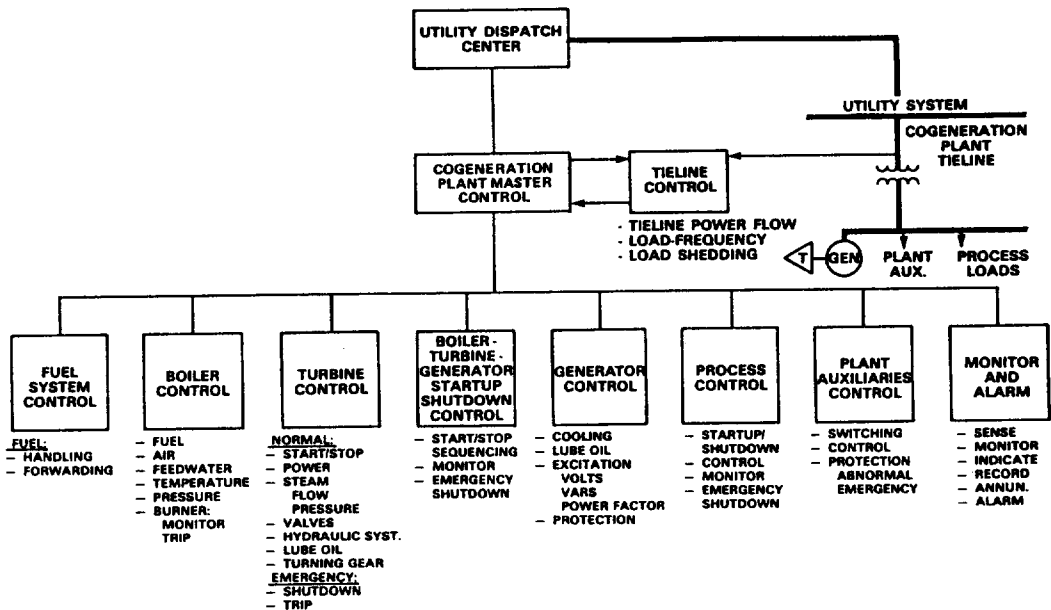 UTILITY DISPATCH
CENTER
UTILITY SYSTEM
COGENERATION
PLANT
TIELINE
COGENERATION
PLANT MASTER
CONTROL
TIELINE
CONTROL
- TIELINE POWER FLOW
- LOAD-FREQUENCY
- LOAD SHEDDING
T
GEN
PLANT
AUX.
PROCESS
LOADS
FUEL
SYSTEM
CONTROL
FUEL:
— HANDLING
— FORWARDING
BOILER
CONTROL
— FUEL
— AIR
— FEEDWATER
— TEMPERATURE
— PRESSURE
— BURNER:
MONITOR
TRIP
TURBINE
CONTROL
NORMAL:
— START/STOP
— POWER
— STEAM
FLOW
PRESSURE
— VALVES
— HYDRAULIC SYST.
— LUBE OIL
— TURNING GEAR
EMERGENCY:
— SHUTDOWN
— TRIP
BOILER -
TURBINE -
GENERATOR
STARTUP
SHUTDOWN
CONTROL
— START/STOP
SEQUENCING
— MONITOR
— EMERGENCY
SHUTDOWN
GENERATOR
CONTROL
— COOLING
— LUBE OIL
— EXCITATION
VOLTS
VARS
POWER FACTOR
— PROTECTION
PROCESS
CONTROL
— STARTUP/
SHUTDOWN
— CONTROL
— MONITOR
— EMERGENCY
SHUTDOWN
PLANT
AUXILIARIES
CONTROL
— SWITCHING
— CONTROL
— PROTECTION
ABNORMAL
EMERGENCY
MONITOR
AND
ALARM
— SENSE
— MONITOR
— INDICATE
— RECORD
— ANNUN.
— ALARM